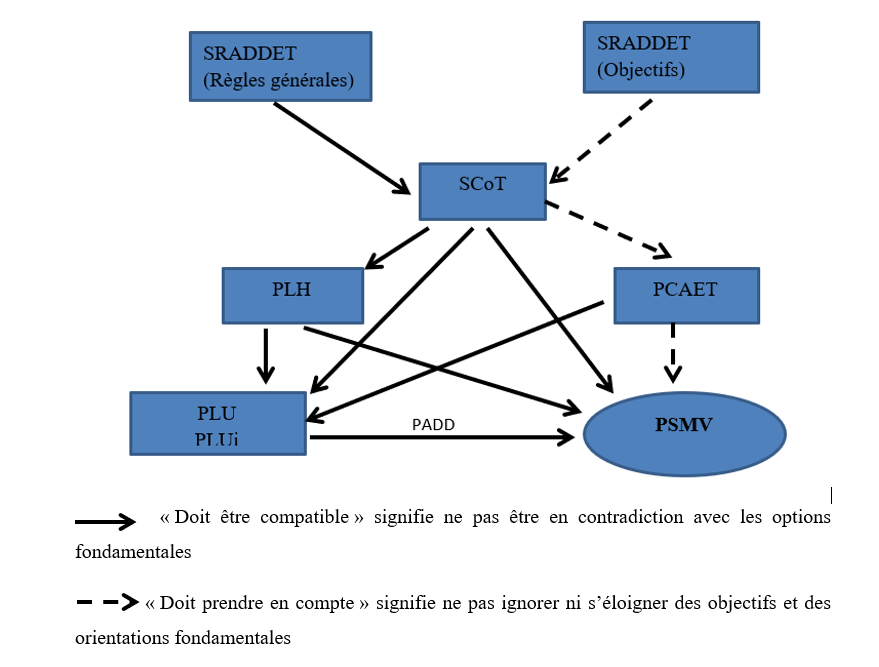 SRADDET
(Règles générales)
SRADDET
(Objectifs)
SCoT
PLH
PCAET
PLU
PLUi
PADD
PSMV
« Doit être compatible » signifie ne pas être en contradiction avec les options
fondamentales
« Doit prendre en compte » signifie ne pas ignorer ni s’éloigner des objectifs et des
orientations fondamentales